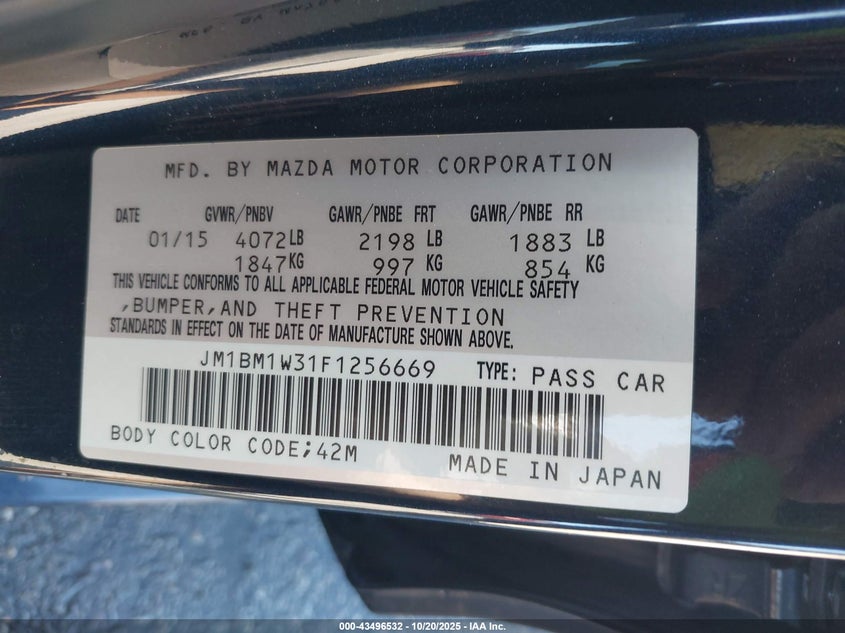 MFD. BY MAZDA MOTOR CORPORATION
DATE GVWR/PNBV GAWR/PNBE FRT GAWR/PNBE RR
01/15 4072LB 2198 LB 1883 LB
1847KG 997 KG 854 KG
THIS VEHICLE CONFORMS TO ALL APPLICABLE FEDERAL MOTOR VEHICLE SAFETY
,BUMPER,AND THEFT PREVENTION
STANDARDS IN EFFECT ON THE DATE OF MANUFACTURE SHOWN ABOVE.
JM1BM1W31F1256669 TYPE: PASS CAR
BODY COLOR CODE;42M MADE IN JAPAN
000-43496532 - 10/20/2025 - IAA Inc.